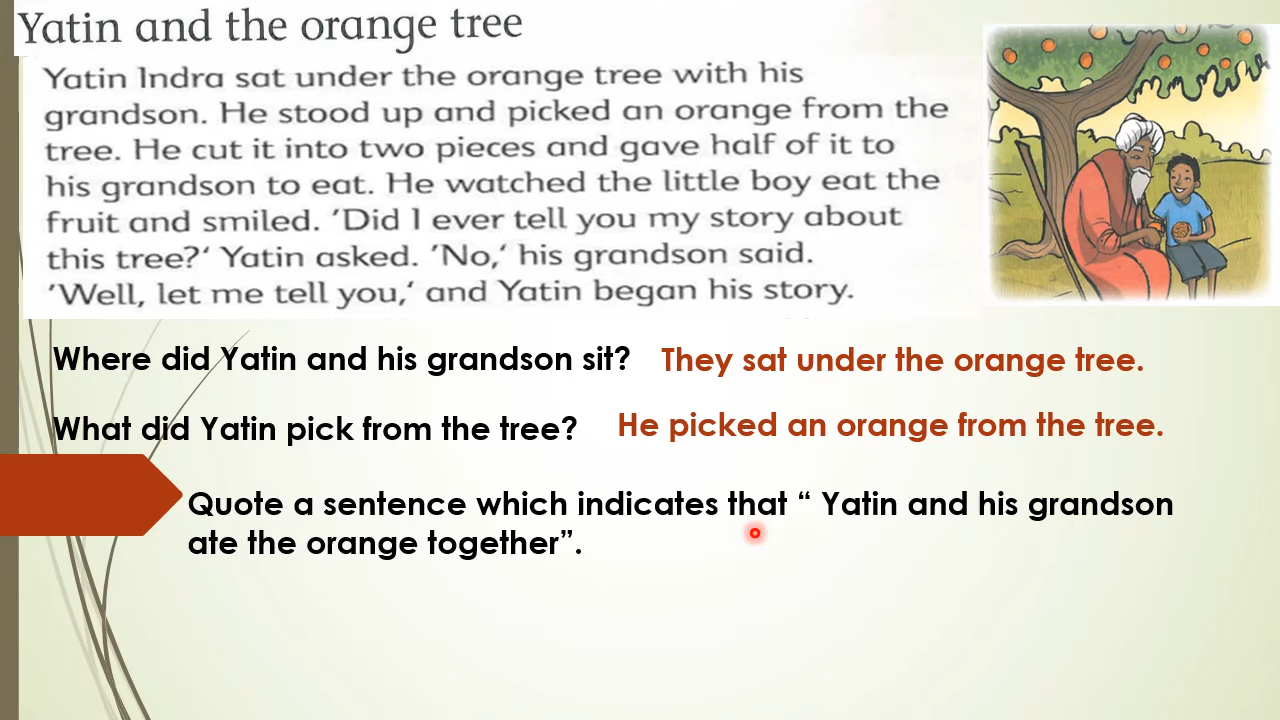 Yatin and the orange tree
Yatin Indra sat under the orange tree with his
grandson. He stood up and picked an orange from the
tree. He cut it into two pieces and gave half of it to
his grandson to eat. He watched the little boy eat the
fruit and smiled. ‘Did I ever tell you my story about
this tree?‘ Yatin asked. ‘No,‘ his grandson said.
‘Well, let me tell you,‘ and Yatin began his story.
Where did Yatin and his grandson sit? They sat under the orange tree.
What did Yatin pick from the tree? He picked an orange from the tree.
Quote a sentence which indicates that “ Yatin and his grandson
ate the orange together”.